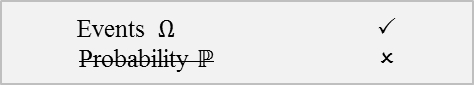 Events Ω ✓
Probability ℙ ×